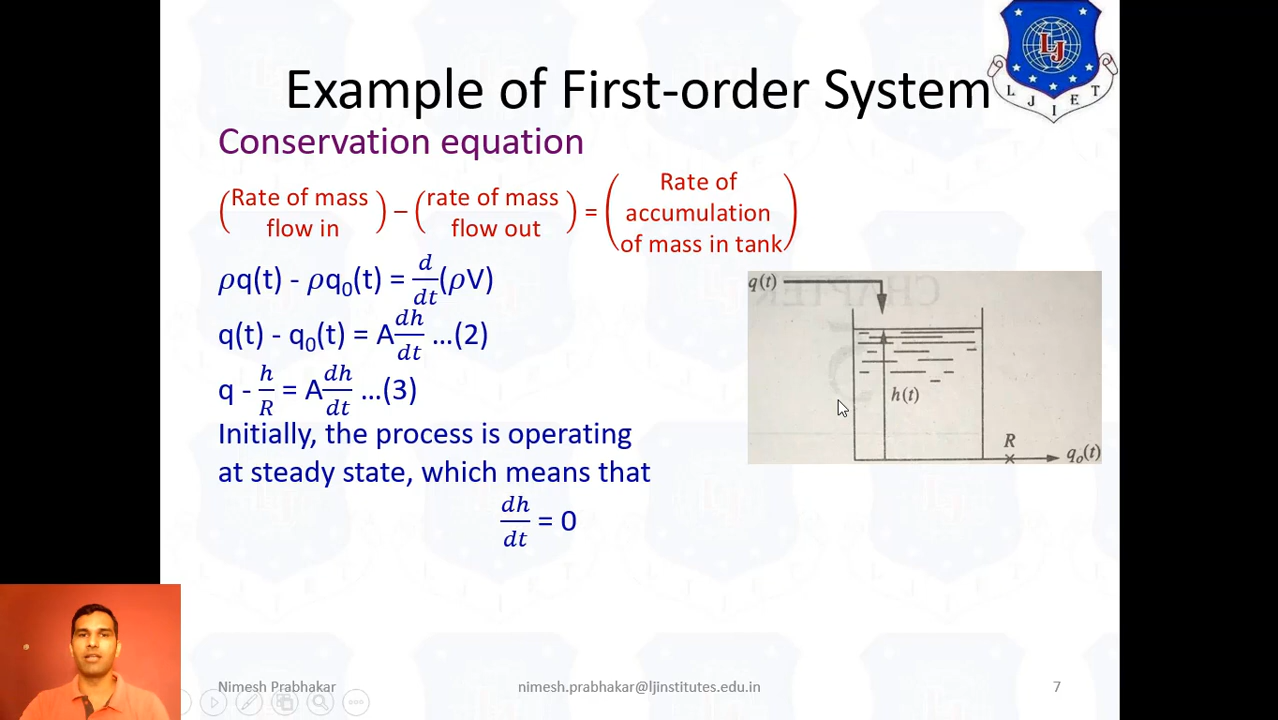 Example of First-order System
LJ
L J I E T
Conservation equation
(Rate of mass flow in) – (rate of mass flow out) = (Rate of accumulation of mass in tank)
ρq(t) - ρq₀(t) = d/dt(ρV)
q(t) - q₀(t) = A dh/dt …(2)
q - h/R = A dh/dt …(3)
Initially, the process is operating
at steady state, which means that
dh/dt = 0
q(t)
h(t)
R
qₒ(t)
Nimesh Prabhakar
nimesh.prabhakar@ljinstitutes.edu.in
7